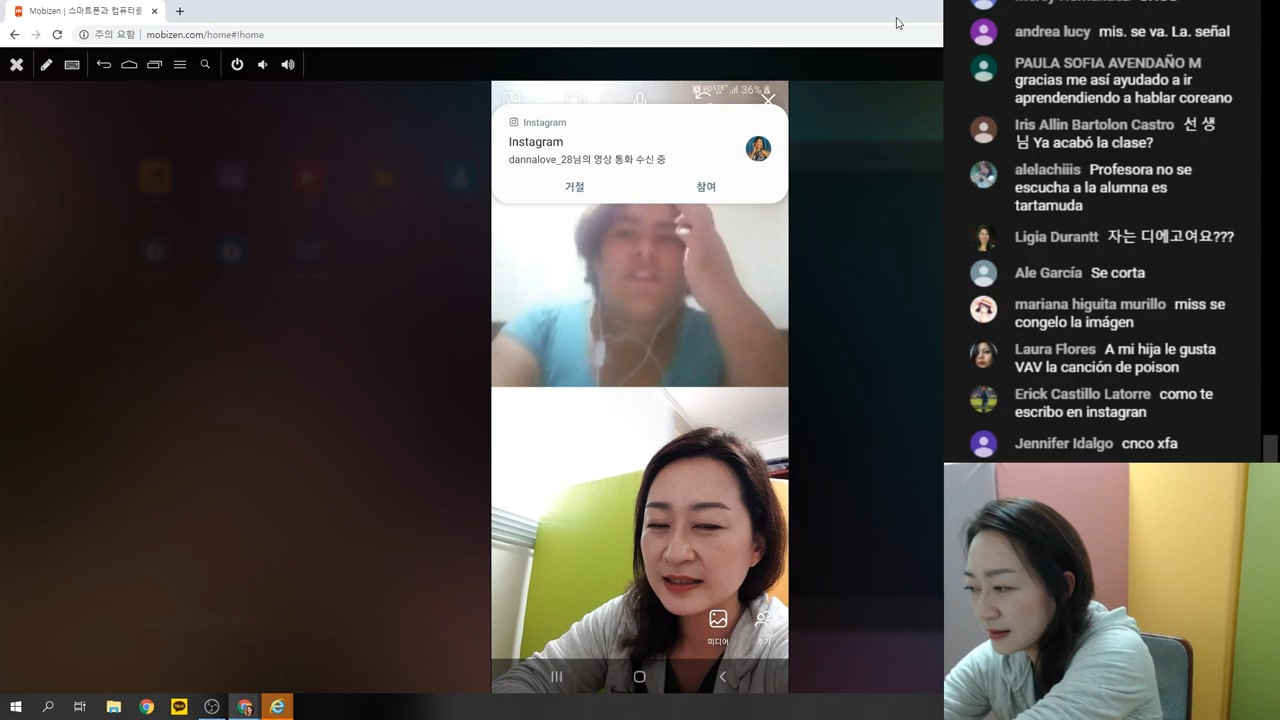 Mobizen | 스마트폰과 컴퓨터를
주의 요함
mobizen.com/home#!home
36%
Instagram
Instagram
dannalove_28님의 영상 통화 수신 중
거절 참여
미디어
andrea lucy mis. se va. La. señal
PAULA SOFIA AVENDAÑO M
gracias me así ayudado a ir
aprendendiendo a hablar coreano
Iris Allin Bartolon Castro 선 생
님 Ya acabó la clase?
alelachiiis Profesora no se
escucha a la alumna es
tartamuda
Ligia Durantt 자는 디에고여요???
Ale García Se corta
mariana higuita murillo miss se
congelo la imágen
Laura Flores A mi hija le gusta
VAV la canción de poison
Erick Castillo Latorre como te
escribo en instagran
Jennifer Idalgo cnco xfa
TALK